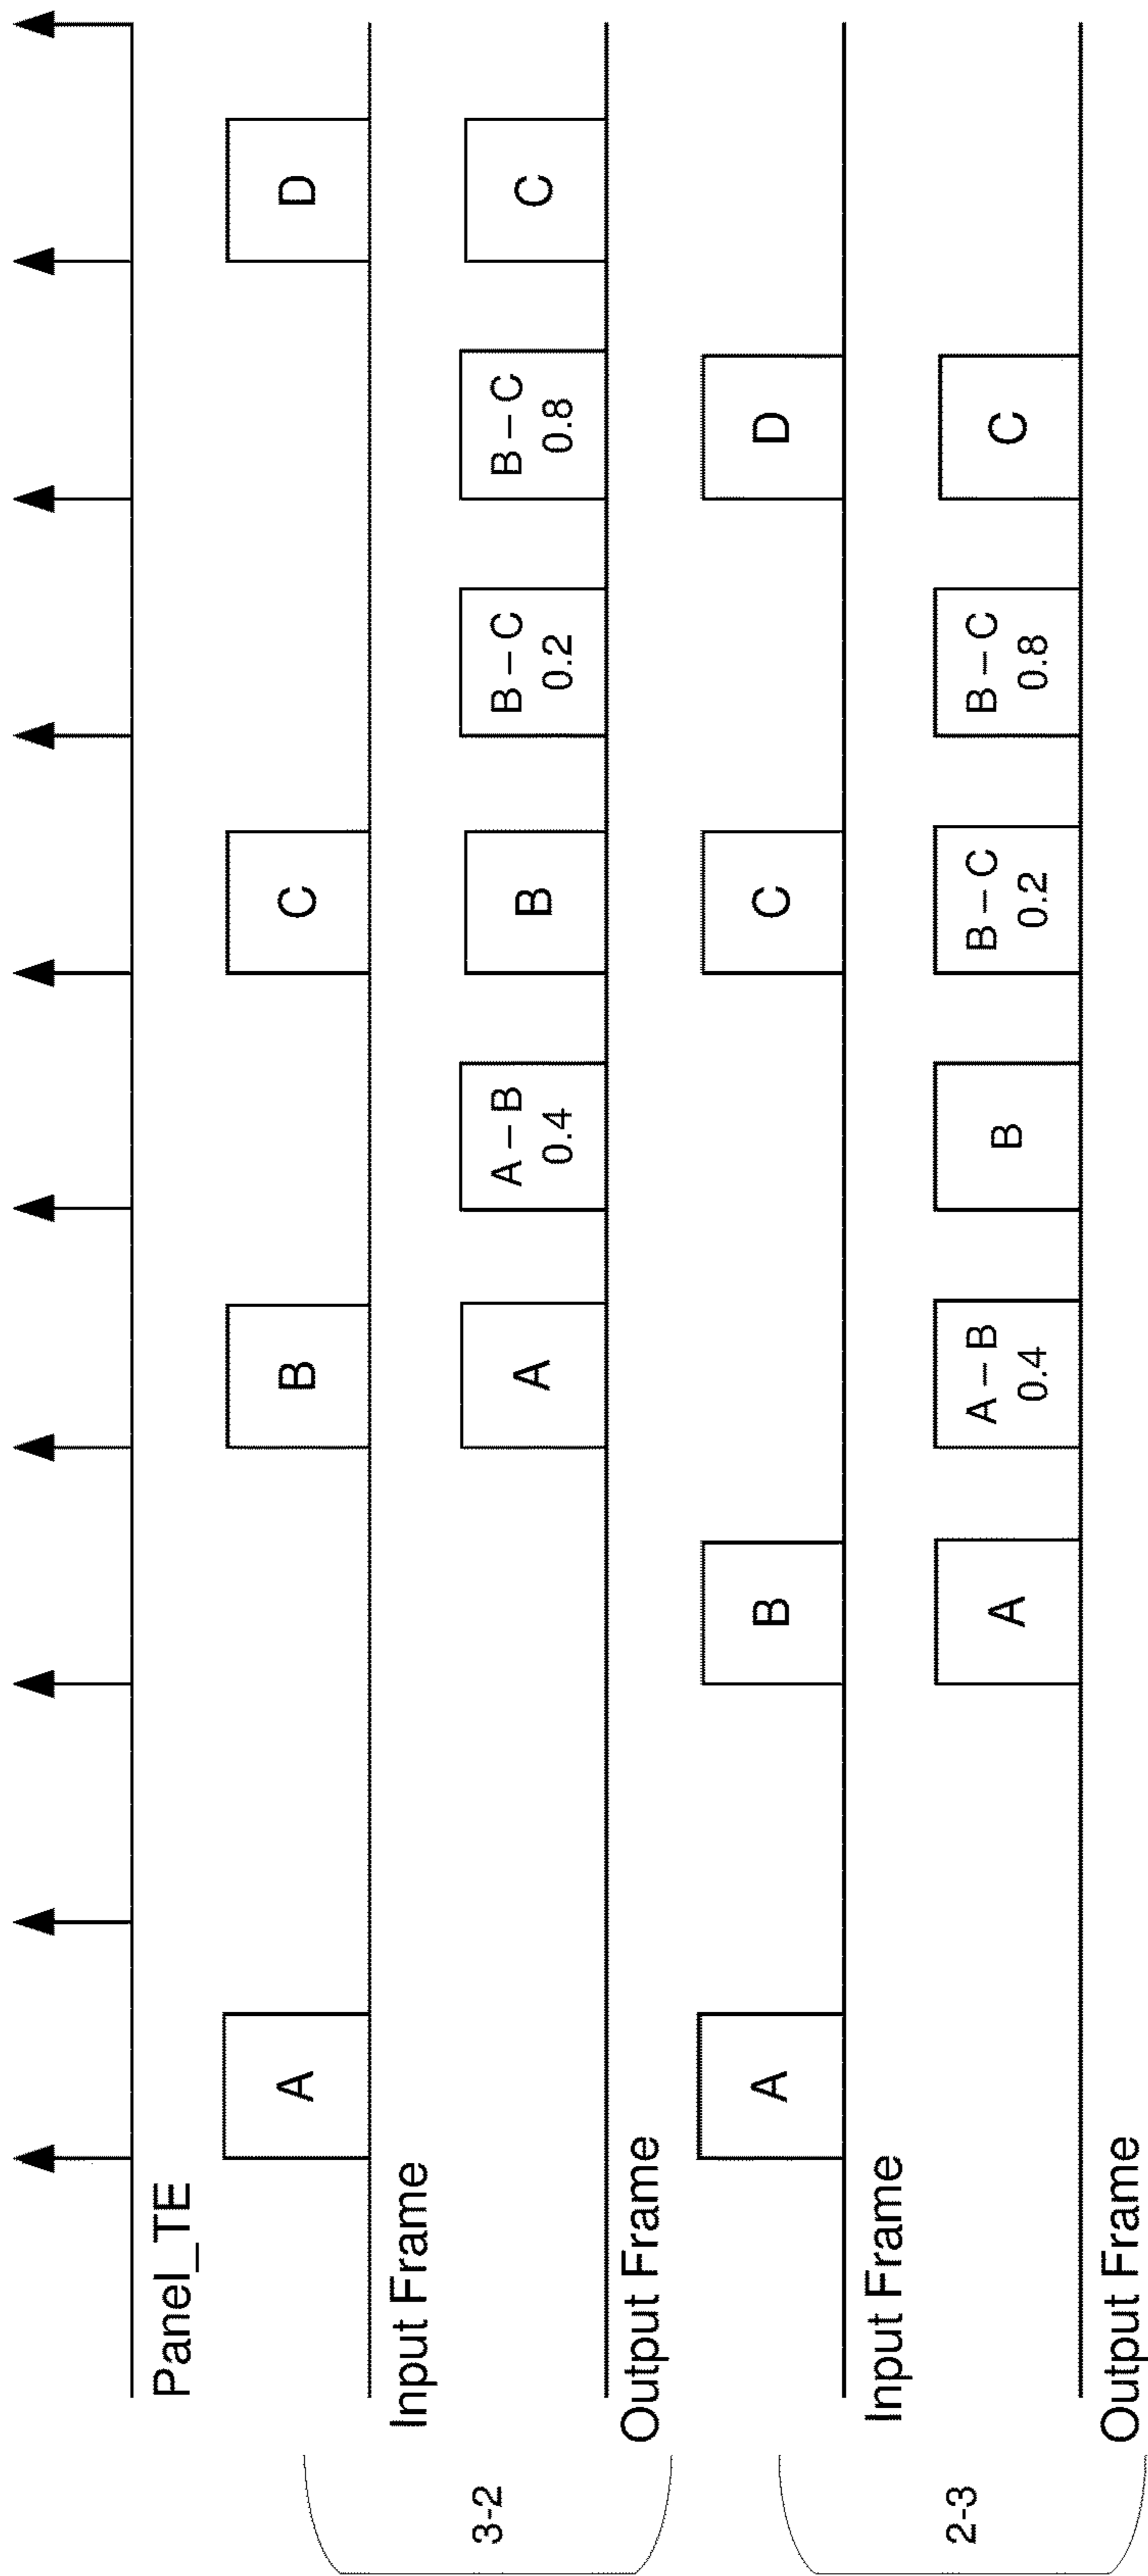 Panel_TE
A
B
C
D
Input Frame
A
A – B
0.4
B
B – C
0.2
B – C
0.8
C
Output Frame
3-2
A
B
C
D
Input Frame
A
A – B
0.4
B
B – C
0.2
B – C
0.8
C
Output Frame
2-3